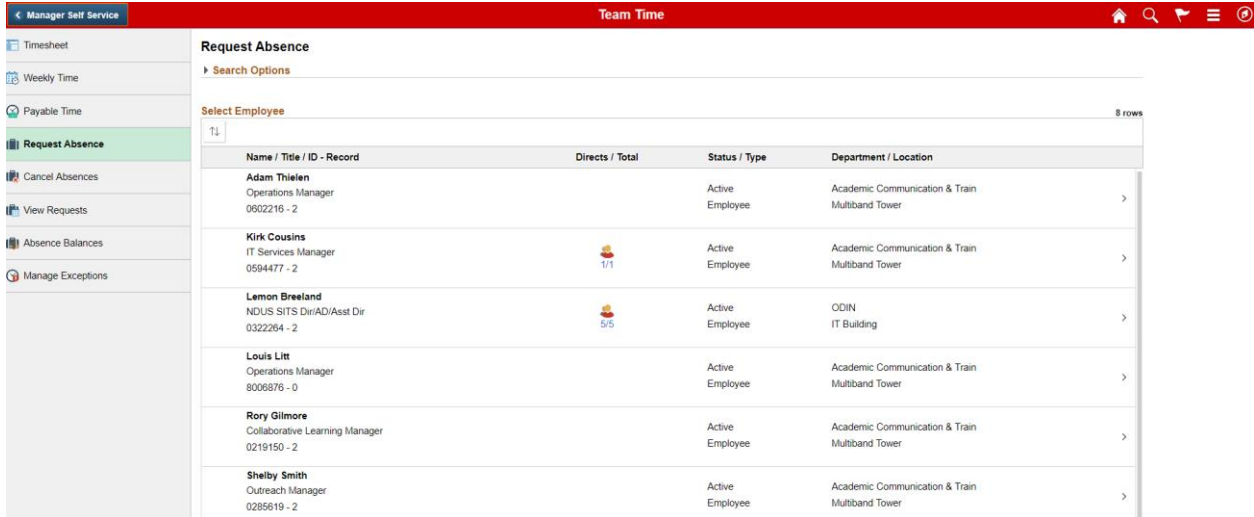 Manager Self Service
Team Time
Timesheet
Weekly Time
Payable Time
Request Absence
Cancel Absences
View Requests
Absence Balances
Manage Exceptions
Request Absence
Search Options
Select Employee
8 rows
Name / Title / ID - Record Directs / Total Status / Type Department / Location
Adam Thielen
Operations Manager Active Academic Communication & Train
0602216 - 2 Employee Multiband Tower
Kirk Cousins
IT Services Manager Active Academic Communication & Train
0594477 - 2 1/1 Employee Multiband Tower
Lemon Breeland
NDUS SITS Dir/AD/Asst Dir Active ODIN
0322264 - 2 5/5 Employee IT Building
Louis Litt
Operations Manager Active Academic Communication & Train
8006876 - 0 Employee Multiband Tower
Rory Gilmore
Collaborative Learning Manager Active Academic Communication & Train
0219150 - 2 Employee Multiband Tower
Shelby Smith
Outreach Manager Active Academic Communication & Train
0285619 - 2 Employee Multiband Tower